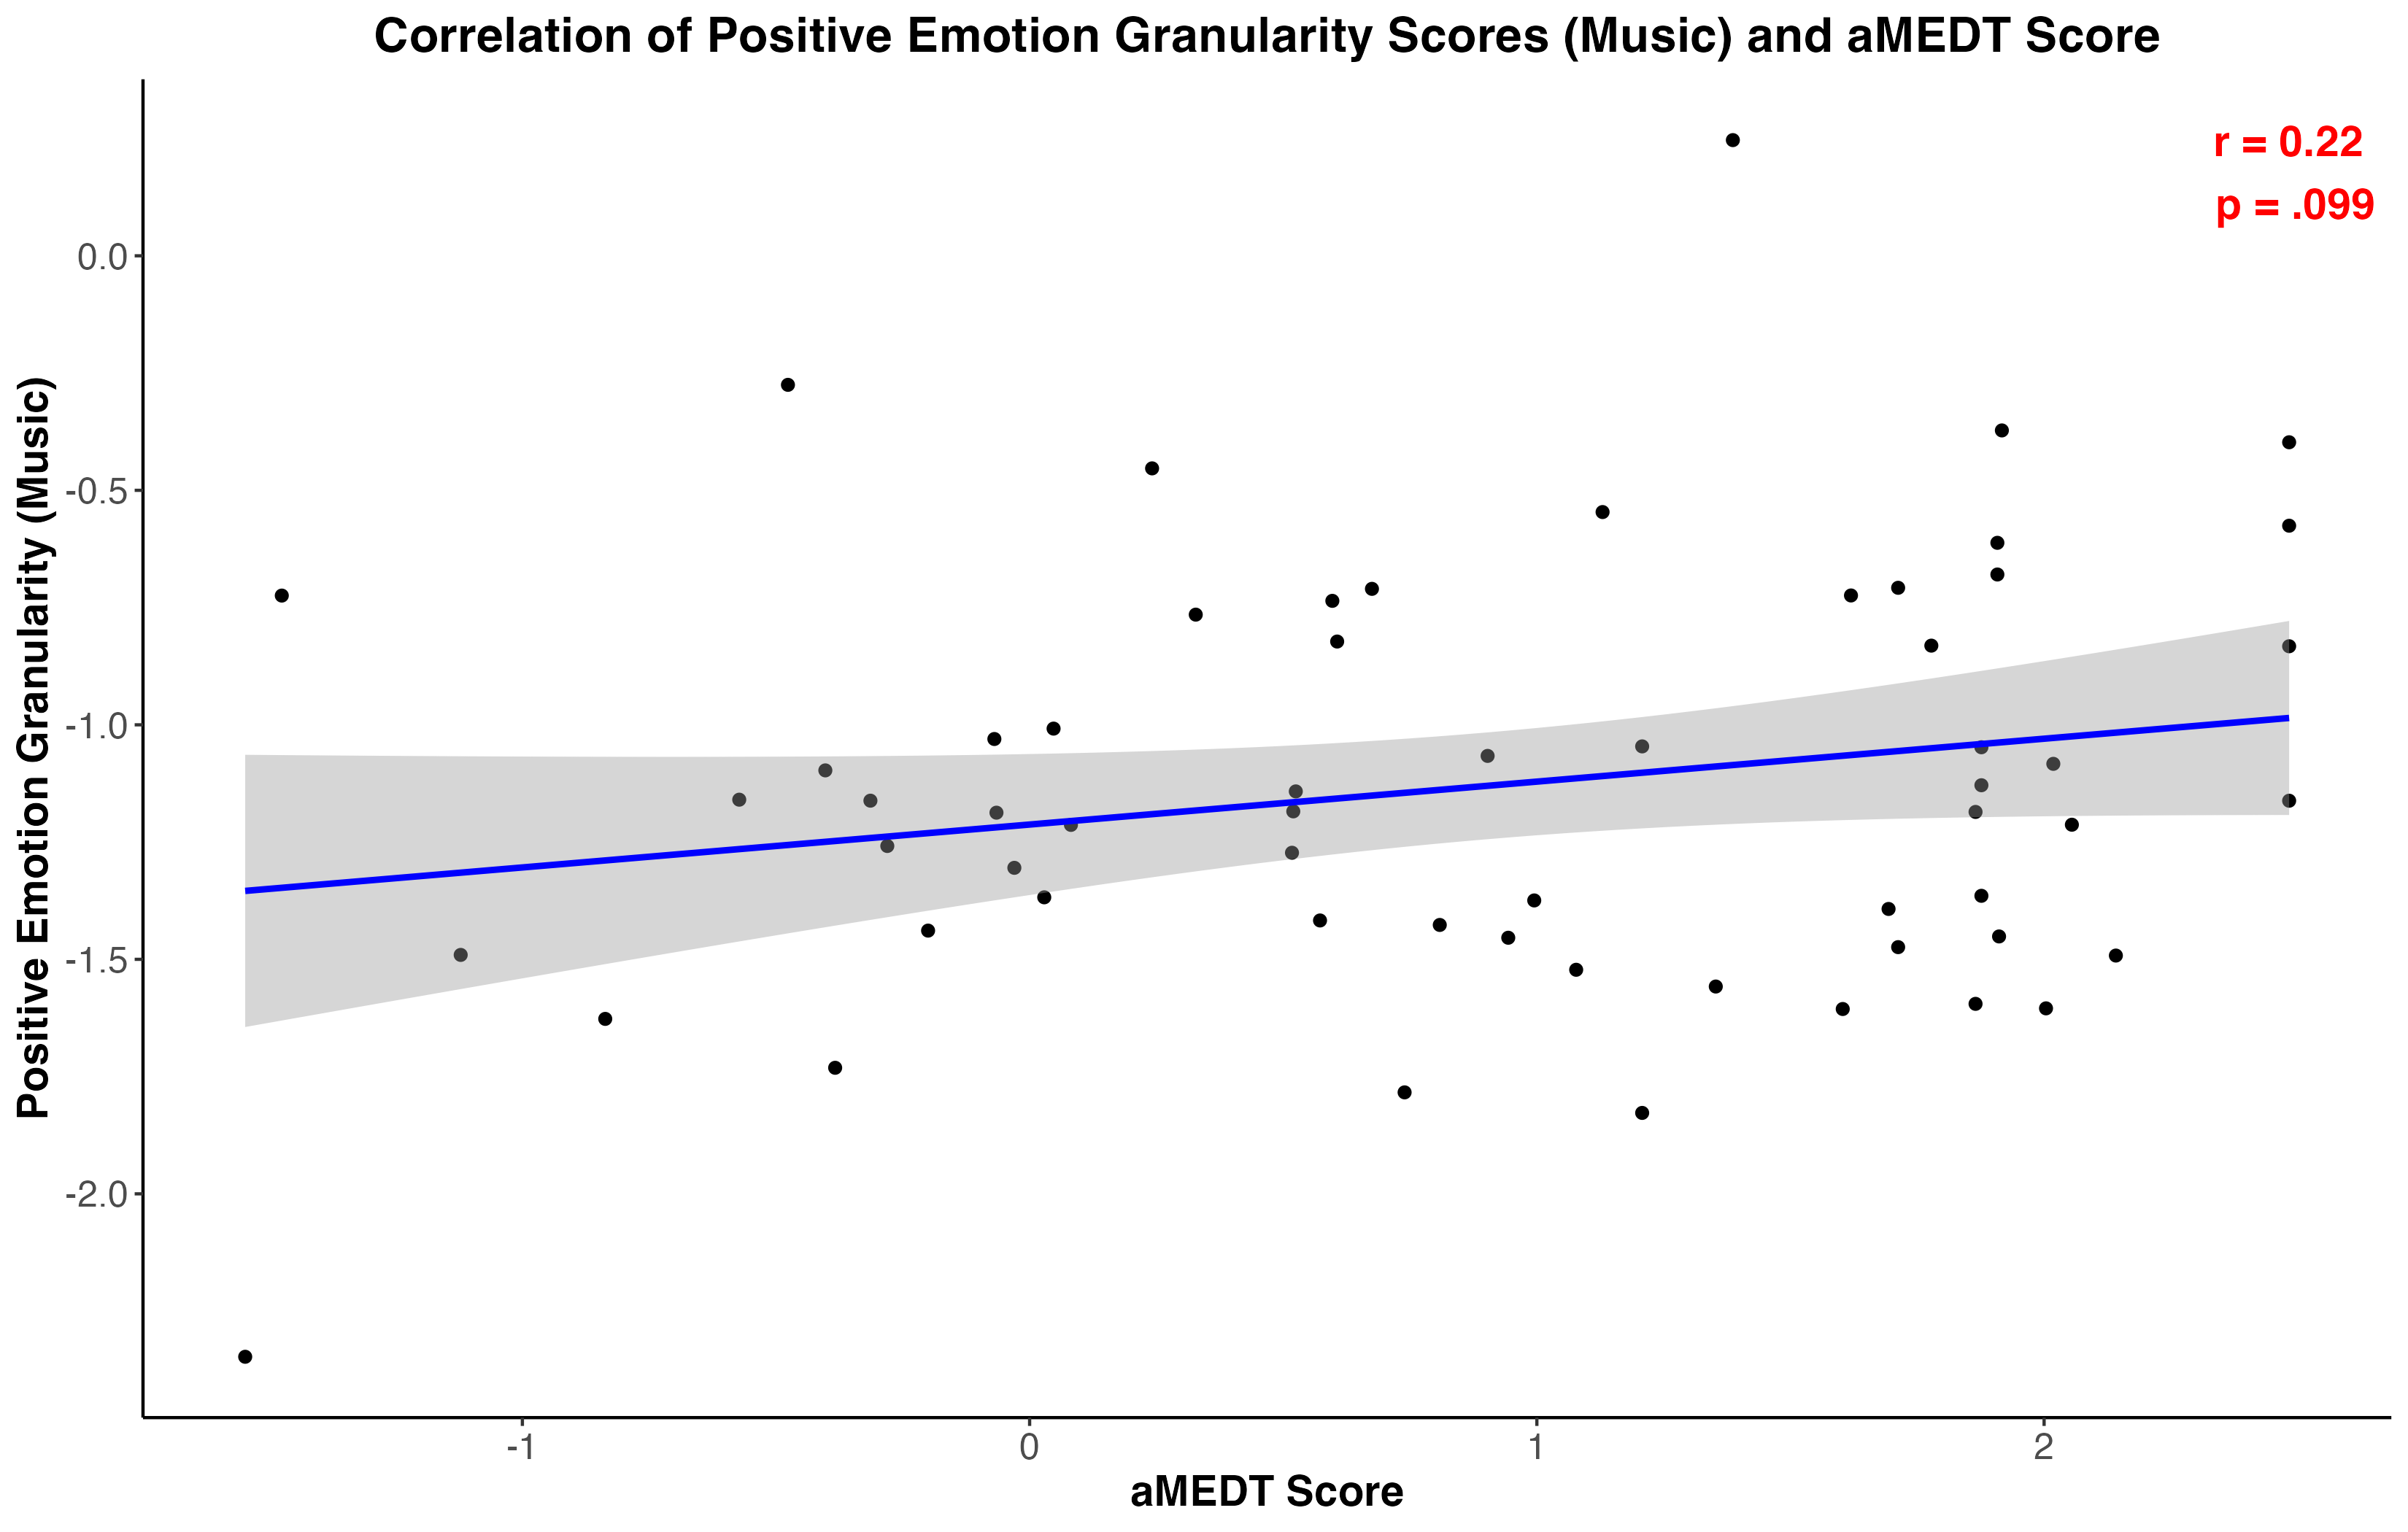 Correlation of Positive Emotion Granularity Scores (Music) and aMEDT Score
r = 0.22
p = .099
Positive Emotion Granularity (Music)
0.0
-0.5
-1.0
-1.5
-2.0
-1 0 1 2
aMEDT Score